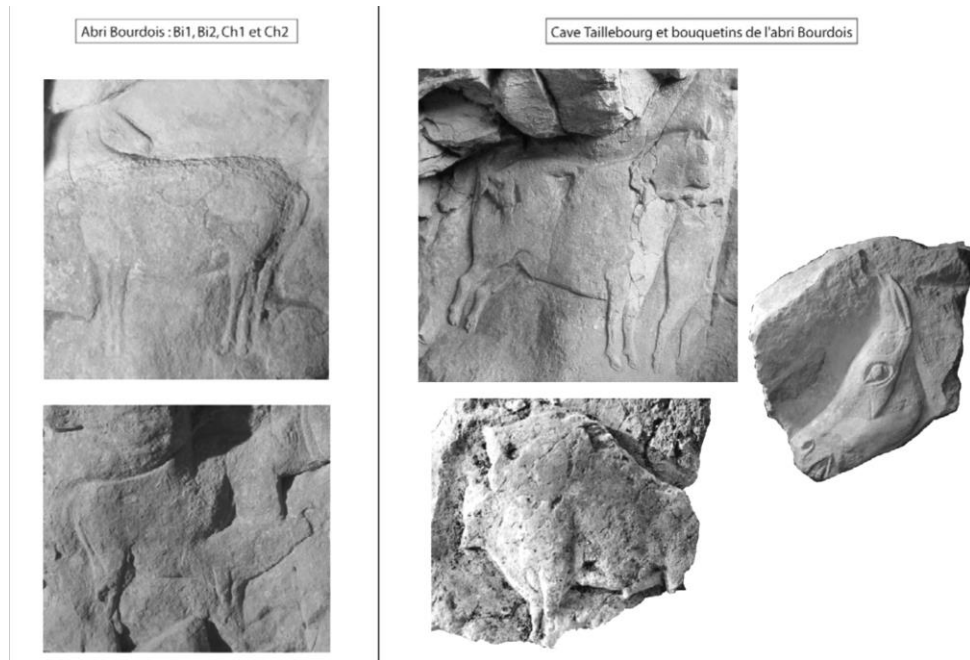 Abri Bourdois : Bi1, Bi2, Ch1 et Ch2
Cave Taillebourg et bouquetins de l'abri Bourdois